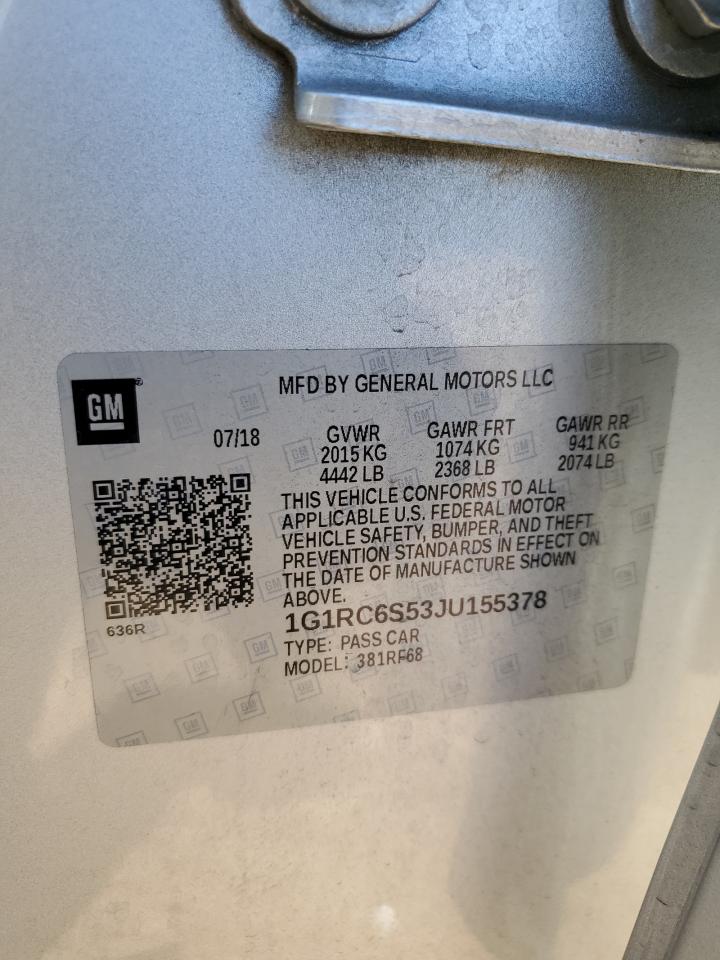 GM
MFD BY GENERAL MOTORS LLC
07/18 GVWR GAWR FRT GAWR RR
2015 KG 1074 KG 941 KG
4442 LB 2368 LB 2074 LB
THIS VEHICLE CONFORMS TO ALL
APPLICABLE U.S. FEDERAL MOTOR
VEHICLE SAFETY, BUMPER, AND THEFT
PREVENTION STANDARDS IN EFFECT ON
THE DATE OF MANUFACTURE SHOWN
ABOVE.
636R
1G1RC6S53JU155378
TYPE: PASS CAR
MODEL: 381RF68